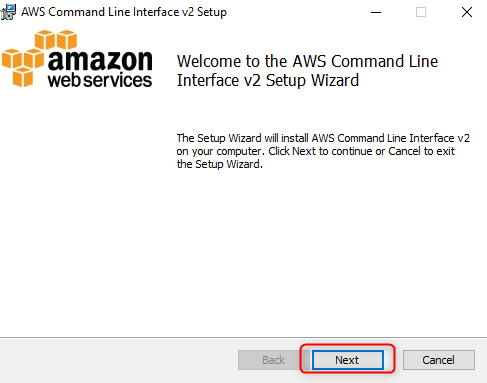 AWS Command Line Interface v2 Setup
amazon
web services
Welcome to the AWS Command Line
Interface v2 Setup Wizard
The Setup Wizard will install AWS Command Line Interface v2
on your computer. Click Next to continue or Cancel to exit
the Setup Wizard.
Back
Next
Cancel